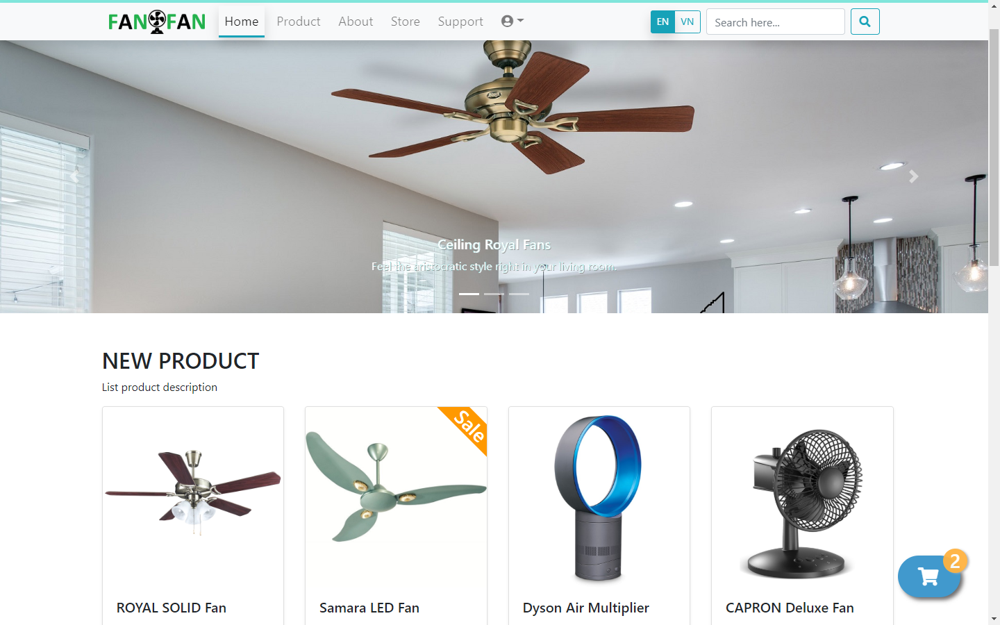 FAN FAN Home Product About Store Support EN VN Search here...
Ceiling Royal Fans
Feel the aristocratic style right in your living room.
NEW PRODUCT
List product description
Sale
ROYAL SOLID Fan Samara LED Fan Dyson Air Multiplier CAPRON Deluxe Fan
2